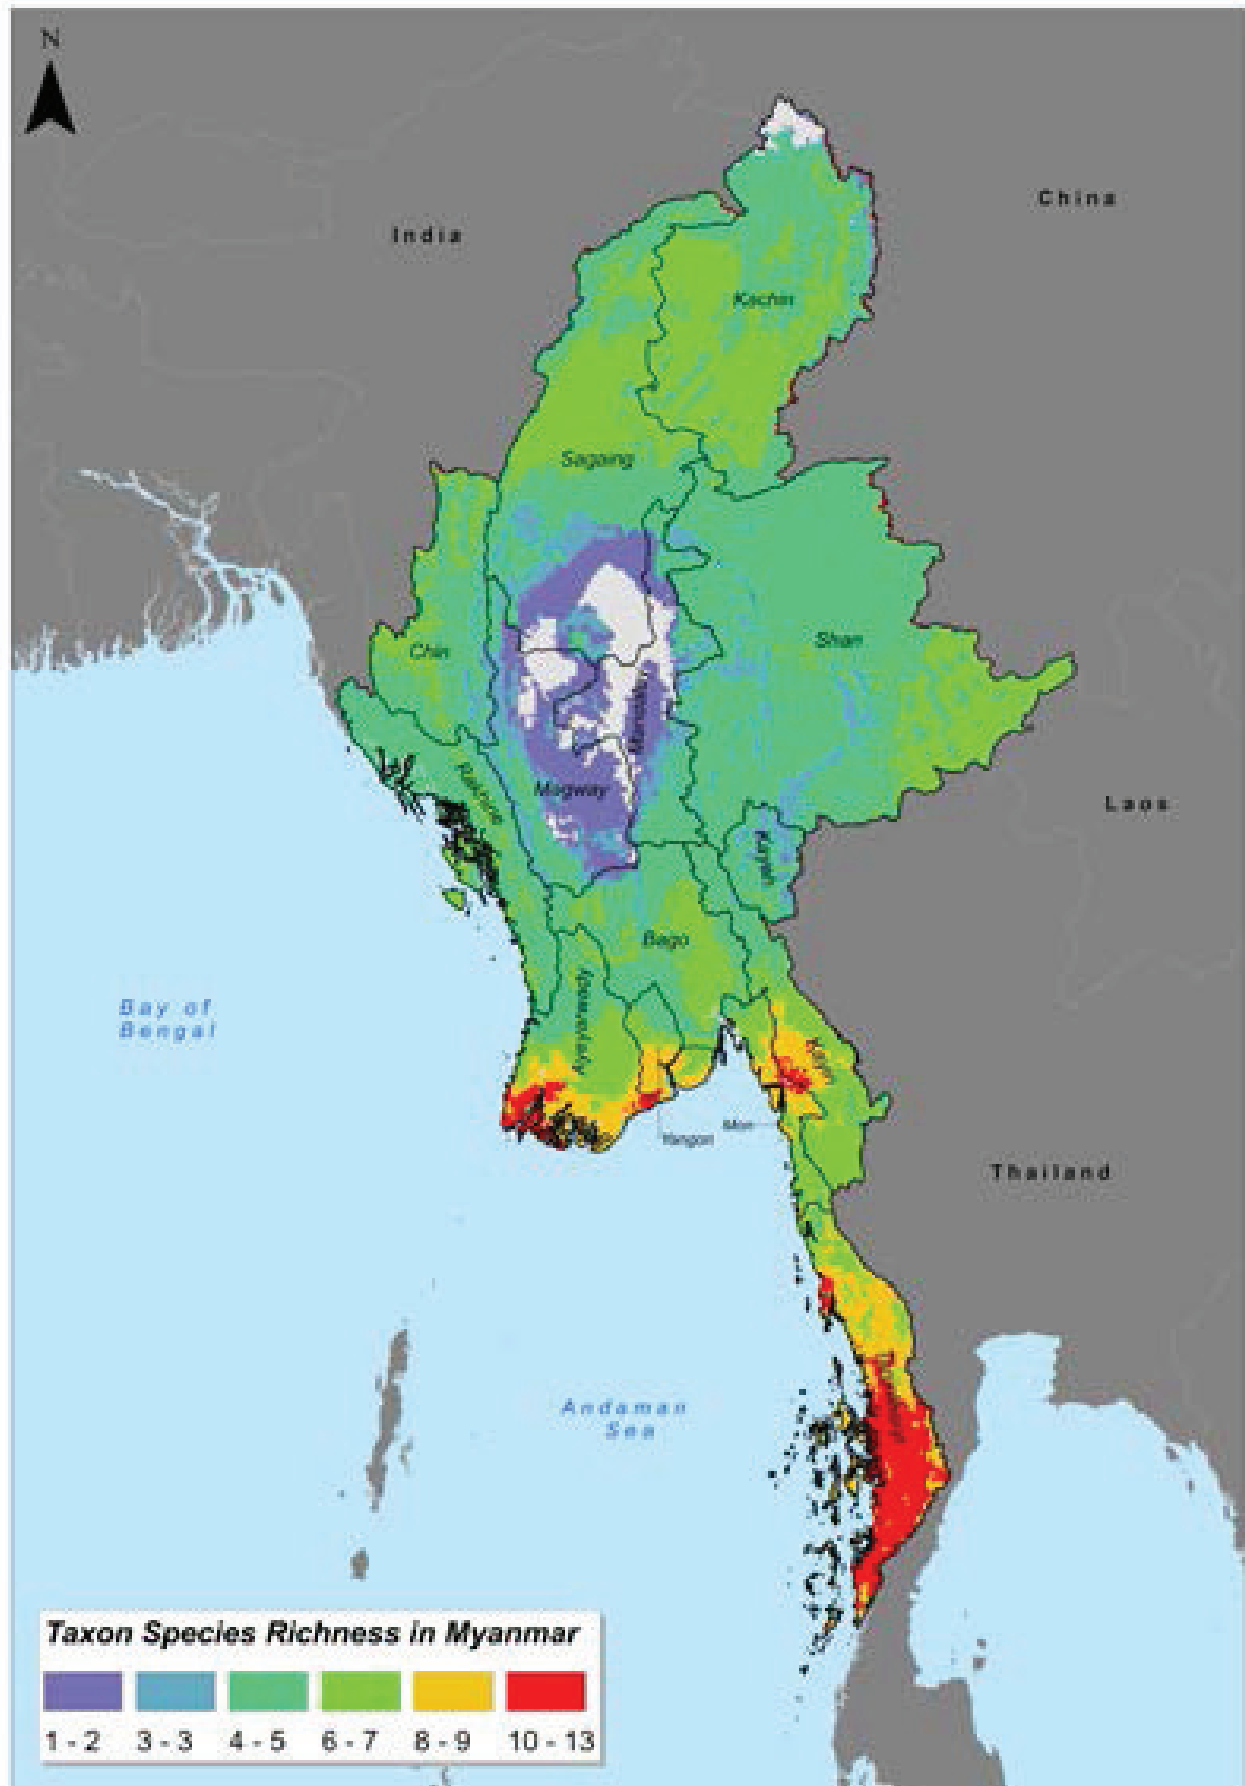 N
China
India
Kachin
Sagaing
Shan
Chin
Rakhine
Magway
Laos
Kayah
Bago
Bay of
Bengal
Ayeyarwady
Kayin
Mon
Yangon
Thailand
Andaman
Sea
Taxon Species Richness in Myanmar
1 - 2 3 - 3 4 - 5 6 - 7 8 - 9 10 - 13